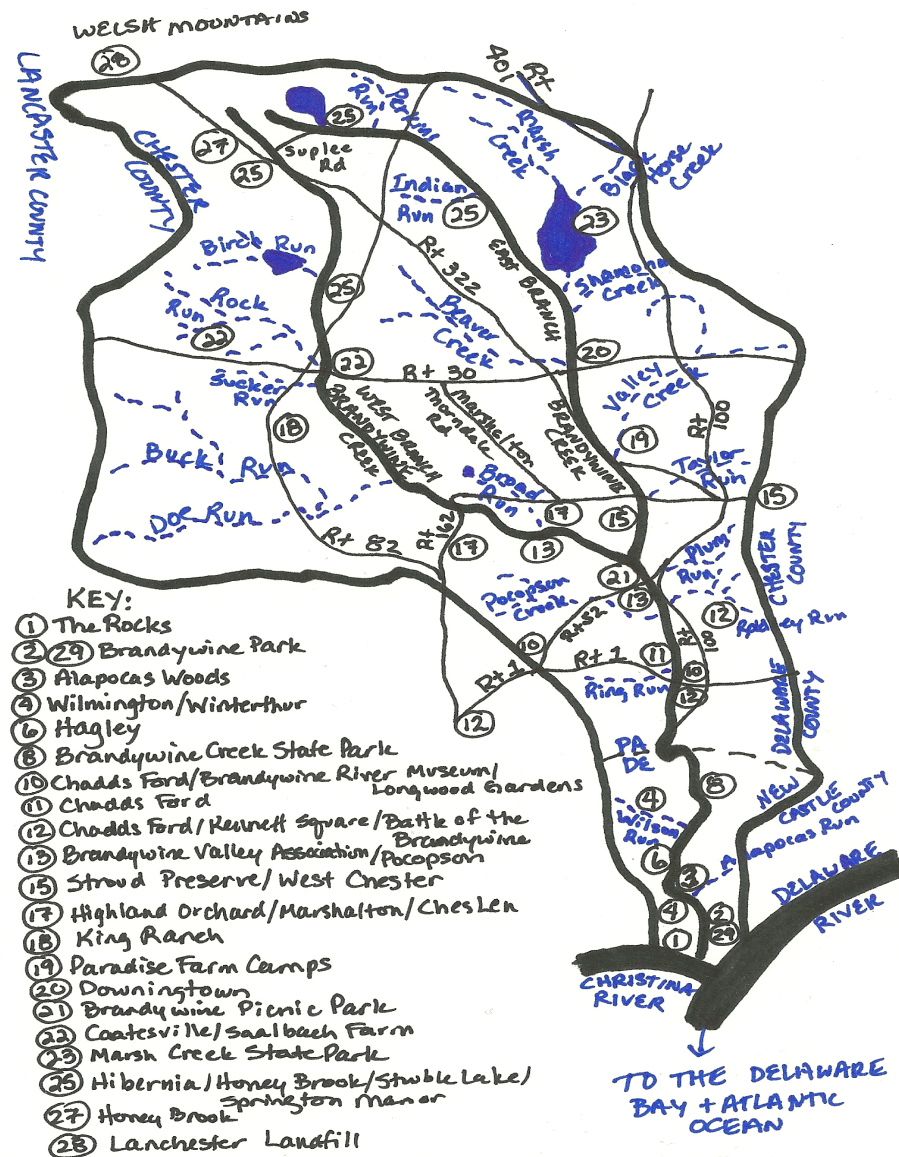 WELSH MOUNTAINS
28
401 Rt
LANCASTER COUNTY
CHESTER COUNTY
27
25
25
Perkins Run
Suplee Rd
Marsh Creek
Black Horse Creek
Indian Run
25
23
Birch Run
Rt 322
EAST BRANCH
BRANDYWINE CREEK
Shamona Creek
25
Rock Run
22
Beaver Creek
22
20
Rt 30
Sucker Run
WEST BRANCH BRANDYWINE CREEK
Marshalton
Thorndale Rd
Valley Creek
Rt 100
18
19
Buck Run
Broad Run
Taylor Run
15
Doe Run
17
15
Rt 82
Rt 162
17
13
Plum Run
CHESTER COUNTY
21
Pocopson Creek
13
12
Radley Run
Rt 52
Rt 100
10
11
Rt 1
Rt 1
10
Ring Run
12
12
DELAWARE COUNTY
PA
DE
8
NEW CASTLE COUNTY
4
Wilson Run
Alapocas Run
6
3
DELAWARE RIVER
4
2
1
29
CHRISTINA RIVER
TO THE DELAWARE
BAY + ATLANTIC
OCEAN
KEY:
1 The Rocks
2 29 Brandywine Park
3 Alapocas Woods
4 Wilmington/Winterthur
6 Hagley
8 Brandywine Creek State Park
10 Chadds Ford/Brandywine River Museum/
Longwood Gardens
11 Chadds Ford
12 Chadds Ford/Kennett Square/Battle of the
Brandywine
13 Brandywine Valley Association/Pocopson
15 Stroud Preserve/West Chester
17 Highland Orchard/Marshalton/ChesLen
18 King Ranch
19 Paradise Farm Camps
20 Downingtown
21 Brandywine Picnic Park
22 Coatesville/Saalbach Farm
23 Marsh Creek State Park
25 Hibernia/Honey Brook/Struble Lake/
Springton Manor
27 Honey Brook
28 Lanchester Landfill